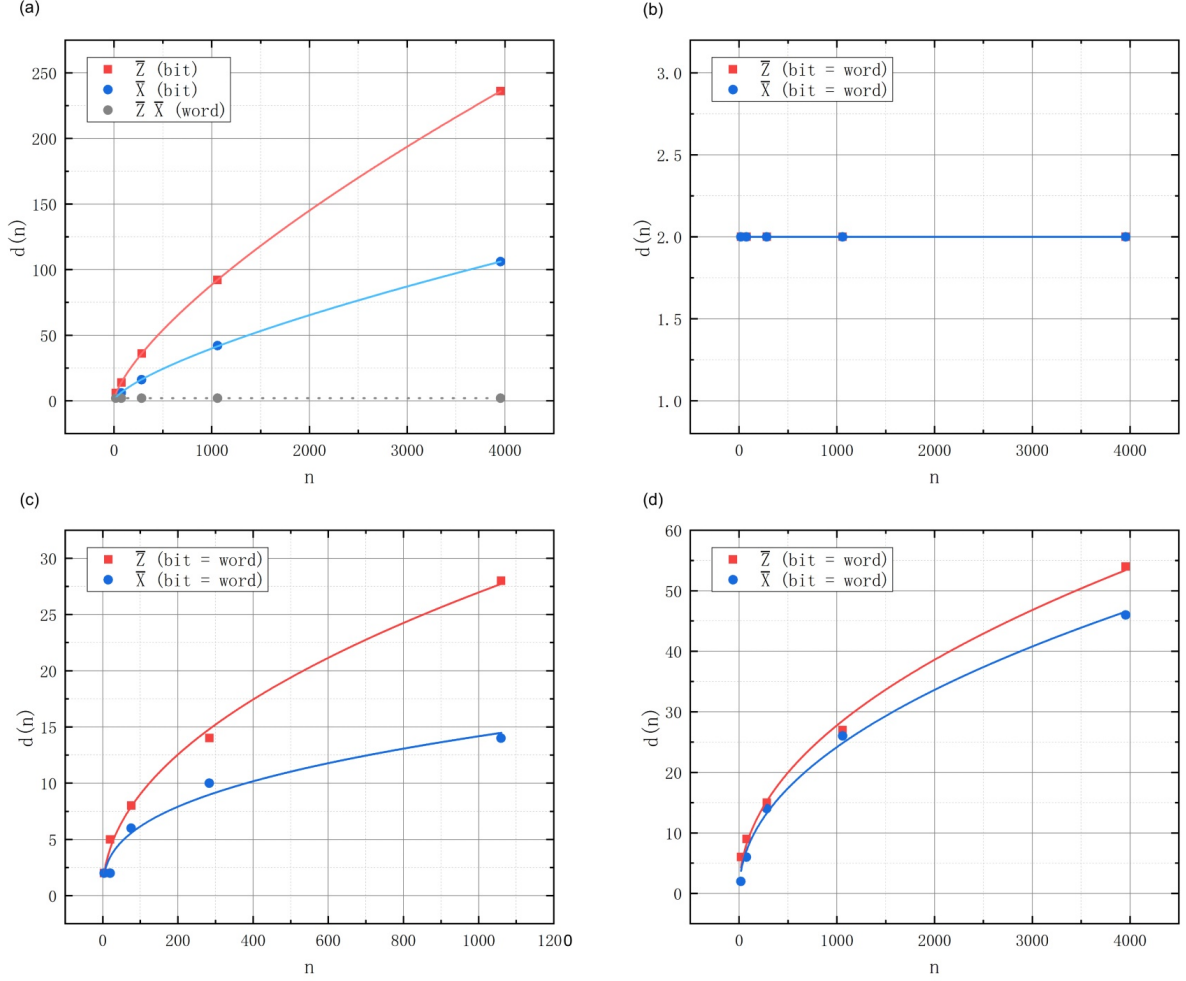 (a)
Z̅ (bit)
X̅ (bit)
Z̅ X̅ (word)
250
200
150
100
50
0
d(n)
0 1000 2000 3000 4000
n
(b)
Z̅ (bit = word)
X̅ (bit = word)
3.0
2.5
2.0
1.5
1.0
d(n)
0 1000 2000 3000 4000
n
(c)
Z̅ (bit = word)
X̅ (bit = word)
30
25
20
15
10
5
0
d(n)
0 200 400 600 800 1000 1200
n
(d)
Z̅ (bit = word)
X̅ (bit = word)
60
50
40
30
20
10
0
d(n)
0 1000 2000 3000 4000
n